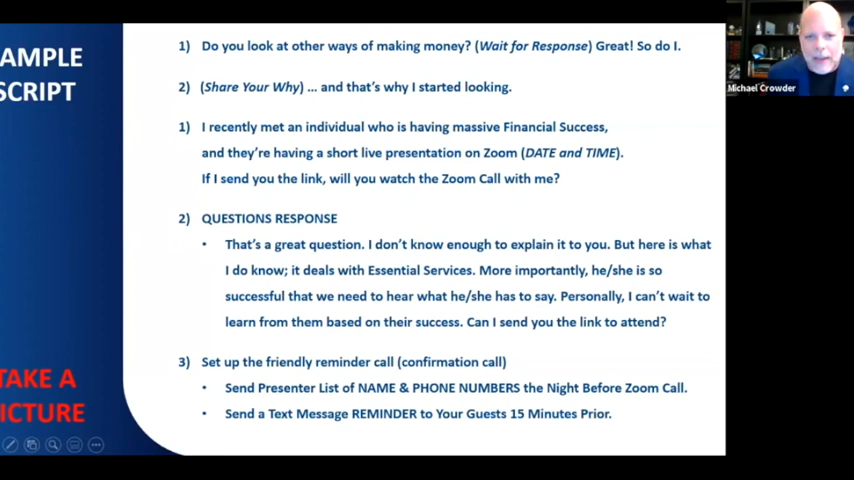 AMPLE
SCRIPT
1) Do you look at other ways of making money? (Wait for Response) Great! So do I.
2) (Share Your Why) ... and that's why I started looking.
1) I recently met an individual who is having massive Financial Success,
and they're having a short live presentation on Zoom (DATE and TIME).
If I send you the link, will you watch the Zoom Call with me?
2) QUESTIONS RESPONSE
• That's a great question. I don't know enough to explain it to you. But here is what
I do know; it deals with Essential Services. More importantly, he/she is so
successful that we need to hear what he/she has to say. Personally, I can't wait to
learn from them based on their success. Can I send you the link to attend?
3) Set up the friendly reminder call (confirmation call)
• Send Presenter List of NAME & PHONE NUMBERS the Night Before Zoom Call.
• Send a Text Message REMINDER to Your Guests 15 Minutes Prior.
TAKE A
ICTURE
Michael Crowder